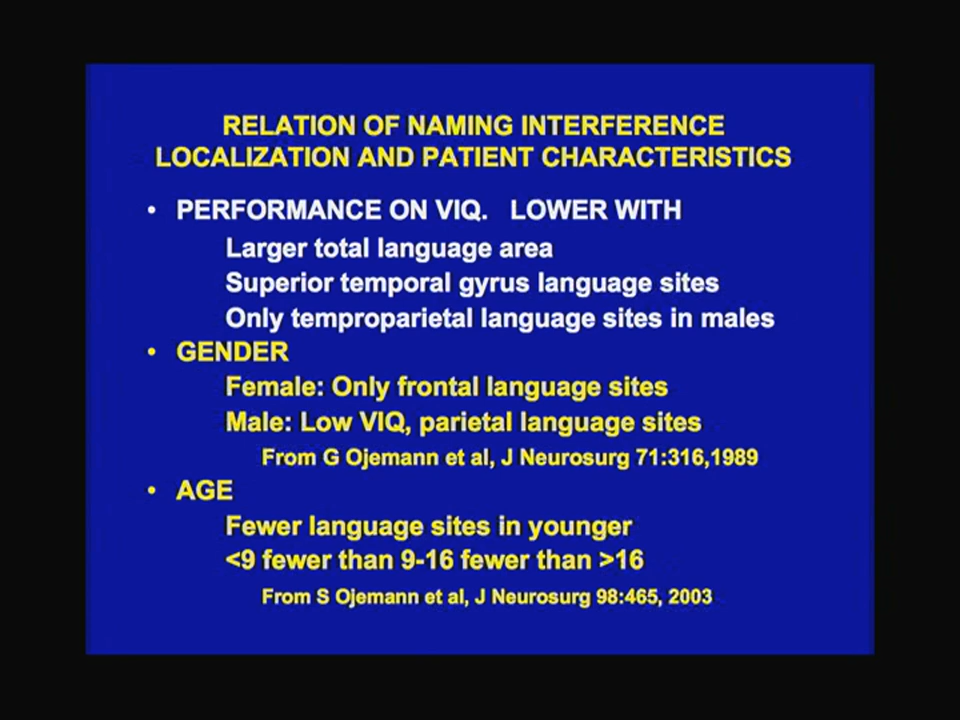 RELATION OF NAMING INTERFERENCE
LOCALIZATION AND PATIENT CHARACTERISTICS
• PERFORMANCE ON VIQ. LOWER WITH
Larger total language area
Superior temporal gyrus language sites
Only temproparietal language sites in males
• GENDER
Female: Only frontal language sites
Male: Low VIQ, parietal language sites
From G Ojemann et al, J Neurosurg 71:316,1989
• AGE
Fewer language sites in younger
<9 fewer than 9-16 fewer than >16
From S Ojemann et al, J Neurosurg 98:465, 2003